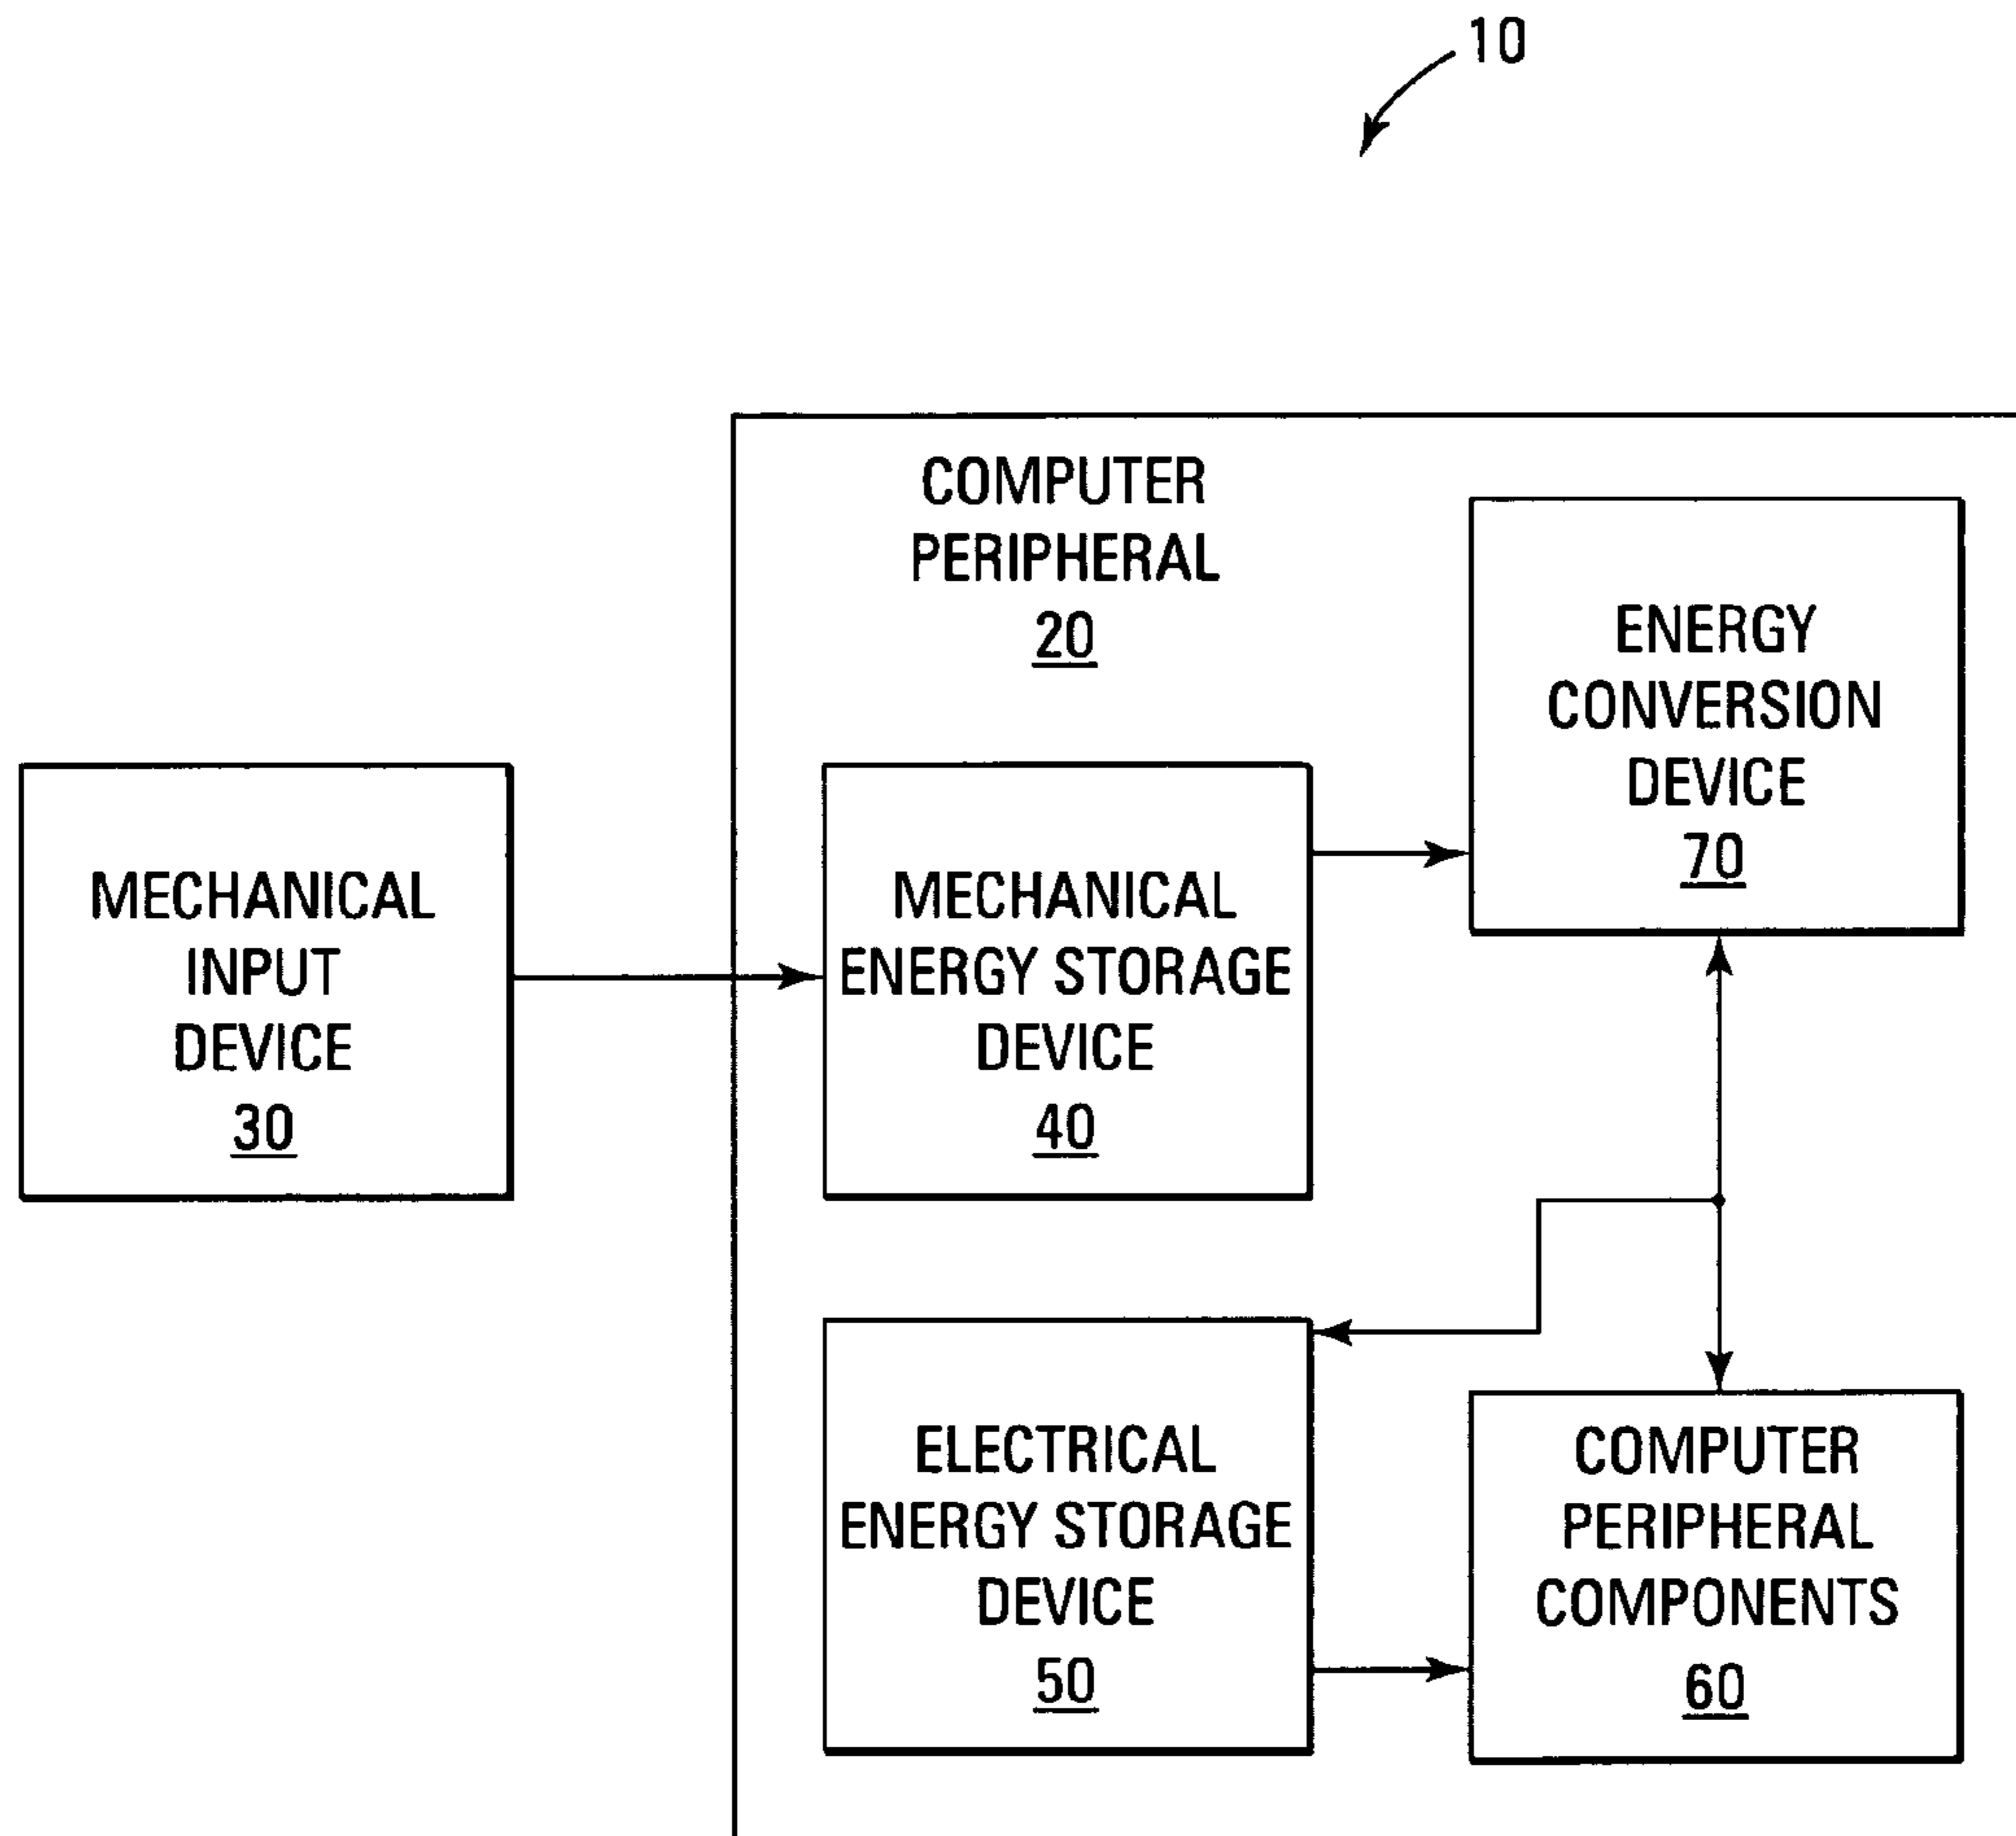 10
COMPUTER
PERIPHERAL
20
ENERGY
CONVERSION
DEVICE
70
MECHANICAL
INPUT
DEVICE
30
MECHANICAL
ENERGY STORAGE
DEVICE
40
ELECTRICAL
ENERGY STORAGE
DEVICE
50
COMPUTER
PERIPHERAL
COMPONENTS
60